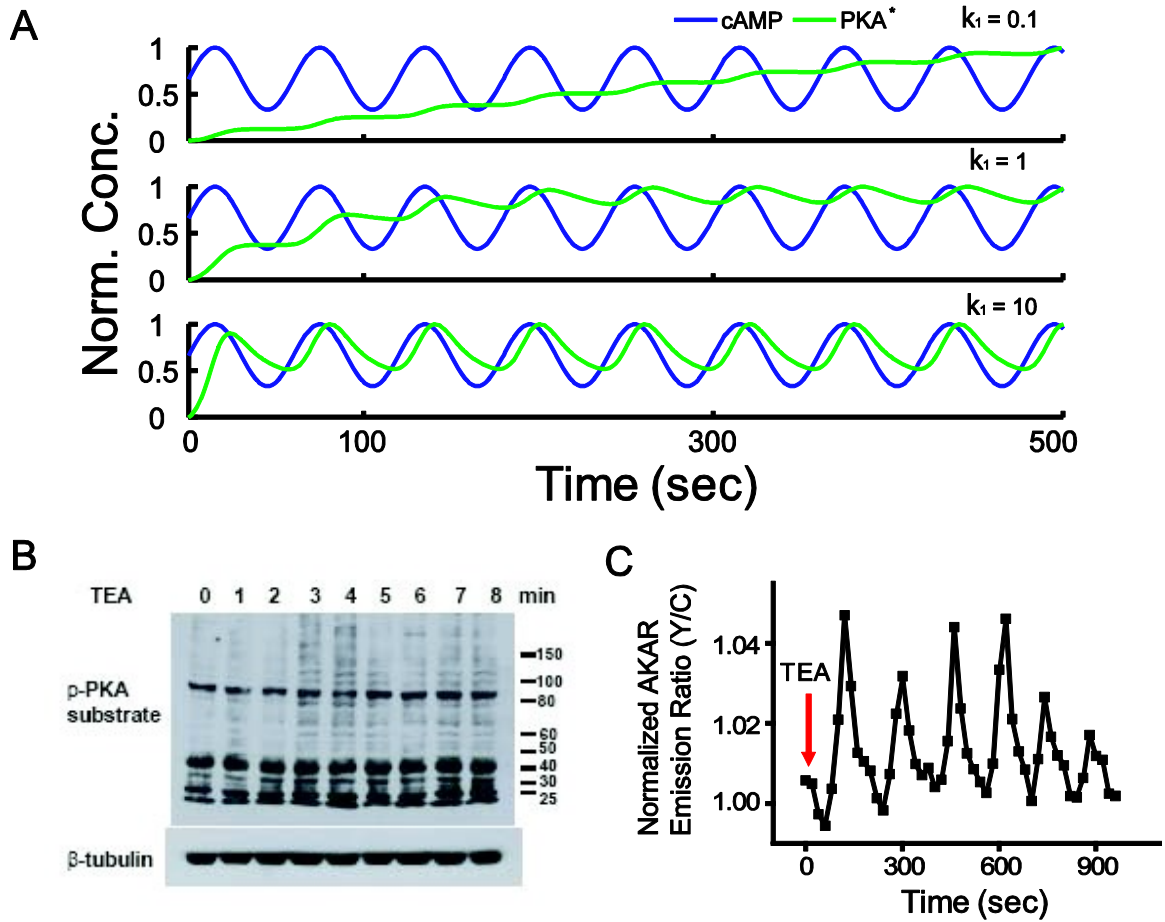 A
cAMP PKA* k₁ = 0.1
1
0.5
0
k₁ = 1
1
0.5
0
k₁ = 10
1
0.5
0
Norm. Conc.
0 100 300 500
Time (sec)
B
TEA 0 1 2 3 4 5 6 7 8 min
p-PKA
substrate
150
100
80
60
50
40
30
25
β-tubulin
C
Normalized AKAR
Emission Ratio (Y/C)
1.04
1.02
1.00
TEA
0 300 600 900
Time (sec)